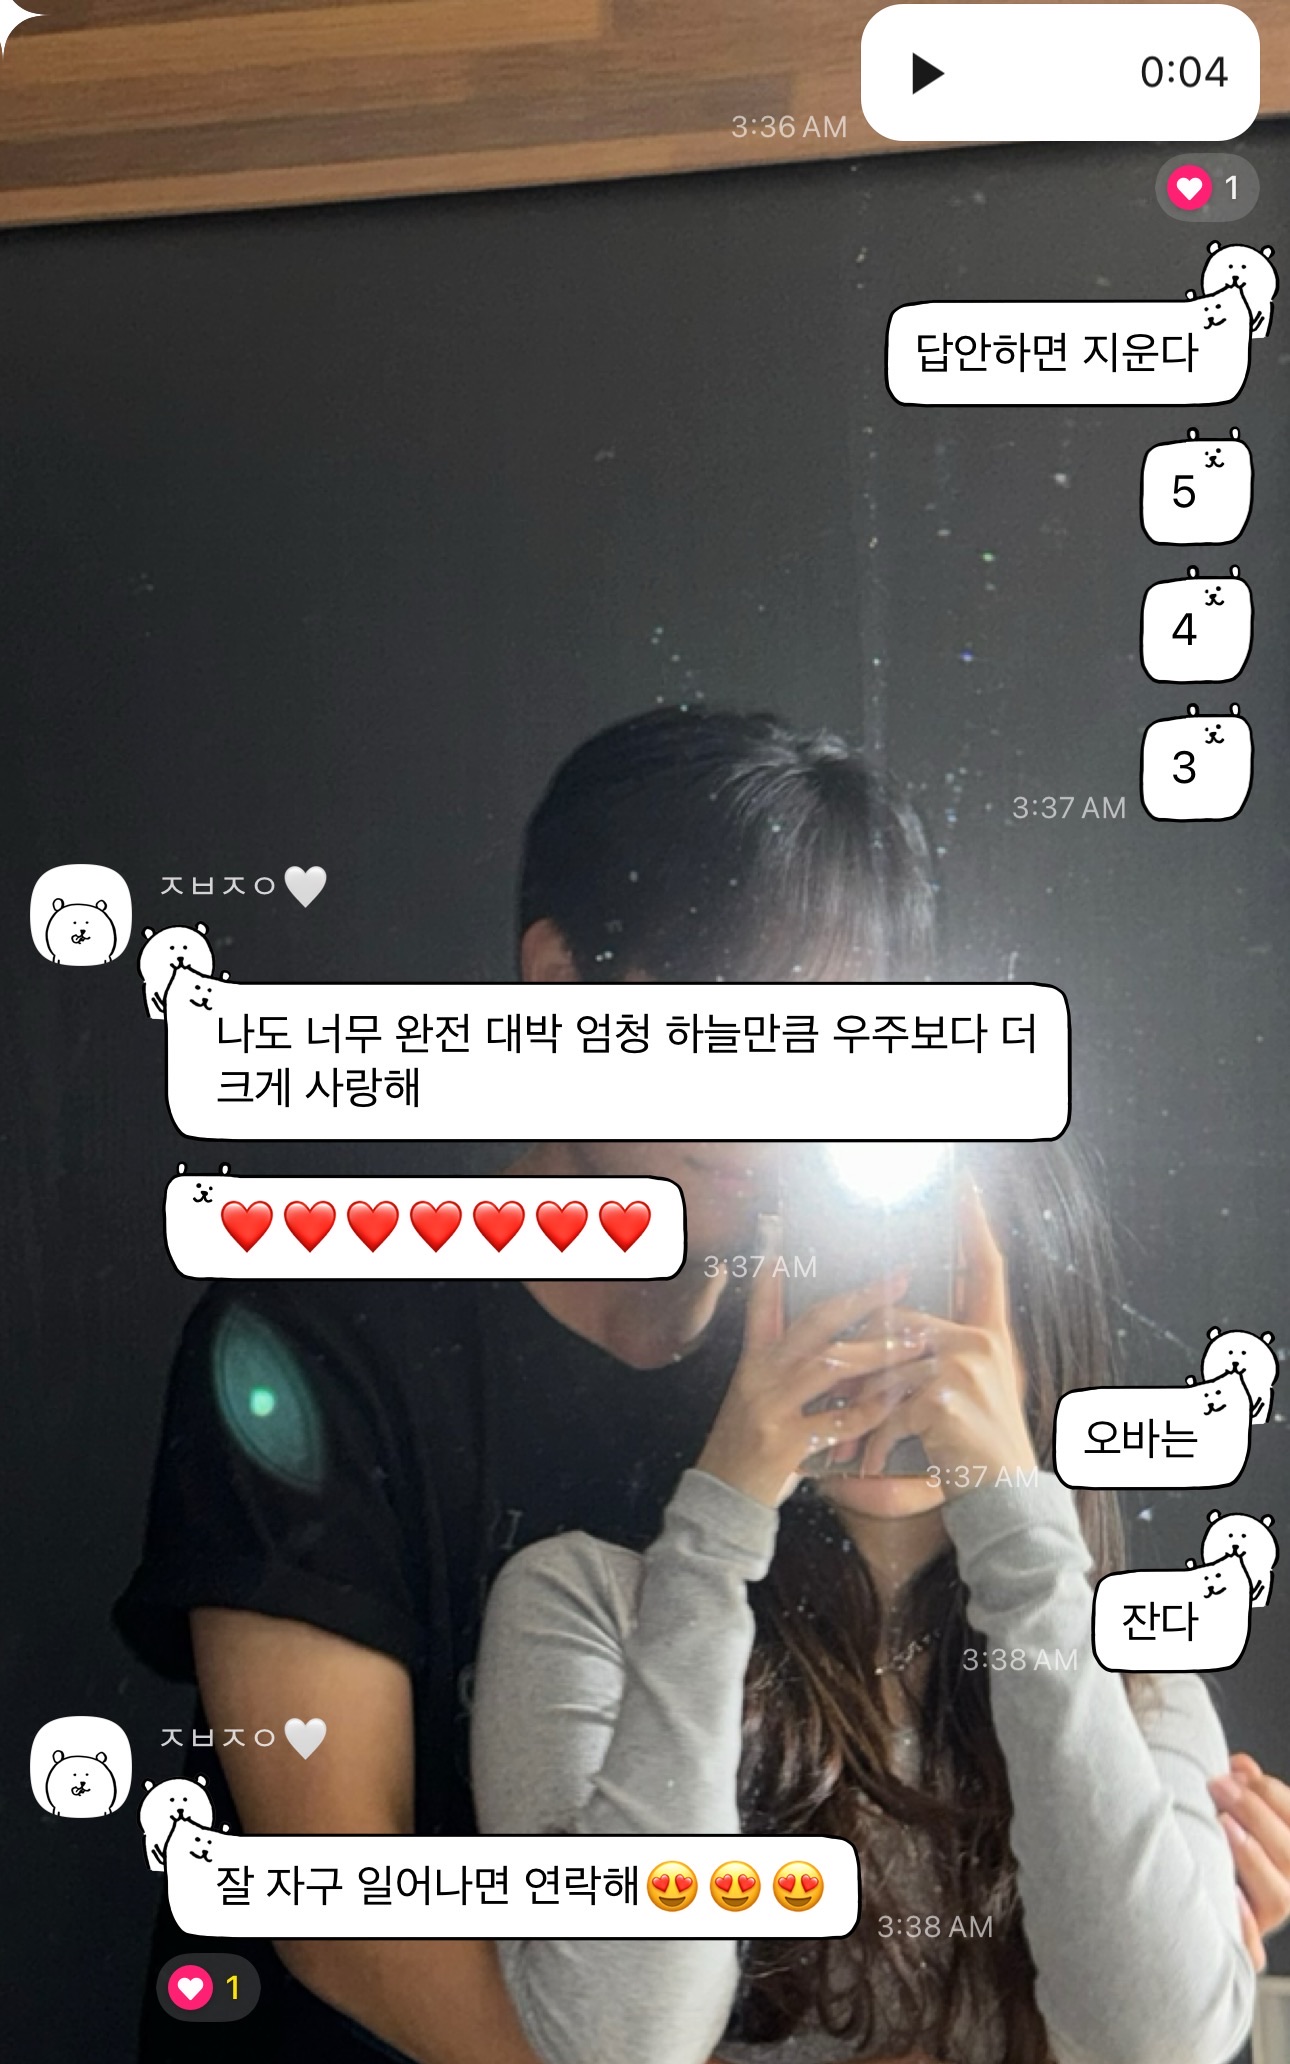 0:04
3:36 AM
1
답안하면 지운다
5
4
3
3:37 AM
ㅈㅂㅈㅇ🤍
나도 너무 완전 대박 엄청 하늘만큼 우주보다 더
크게 사랑해
❤️❤️❤️❤️❤️❤️❤️
3:37 AM
오바는
3:37 AM
잔다
3:38 AM
ㅈㅂㅈㅇ🤍
잘 자구 일어나면 연락해😍😍😍
3:38 AM
1